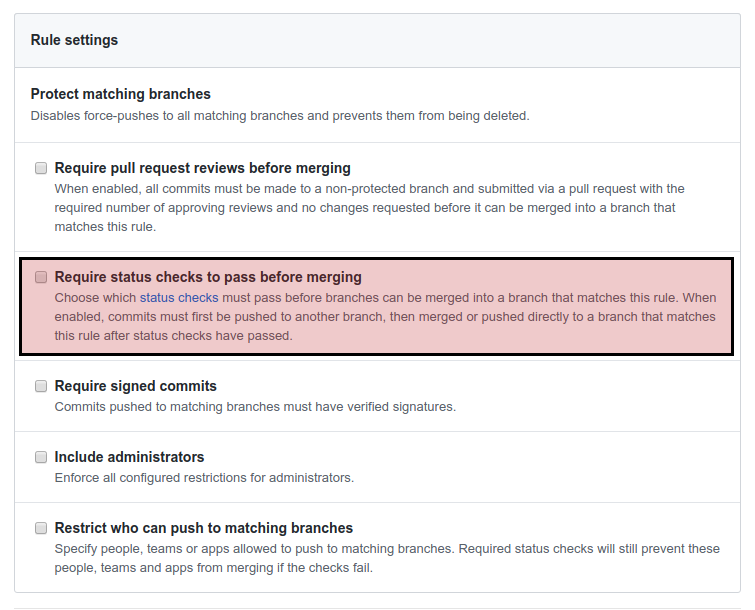 Rule settings
Protect matching branches
Disables force-pushes to all matching branches and prevents them from being deleted.
Require pull request reviews before merging
When enabled, all commits must be made to a non-protected branch and submitted via a pull request with the
required number of approving reviews and no changes requested before it can be merged into a branch that
matches this rule.
Require status checks to pass before merging
Choose which status checks must pass before branches can be merged into a branch that matches this rule. When
enabled, commits must first be pushed to another branch, then merged or pushed directly to a branch that matches
this rule after status checks have passed.
Require signed commits
Commits pushed to matching branches must have verified signatures.
Include administrators
Enforce all configured restrictions for administrators.
Restrict who can push to matching branches
Specify people, teams or apps allowed to push to matching branches. Required status checks will still prevent these
people, teams and apps from merging if the checks fail.